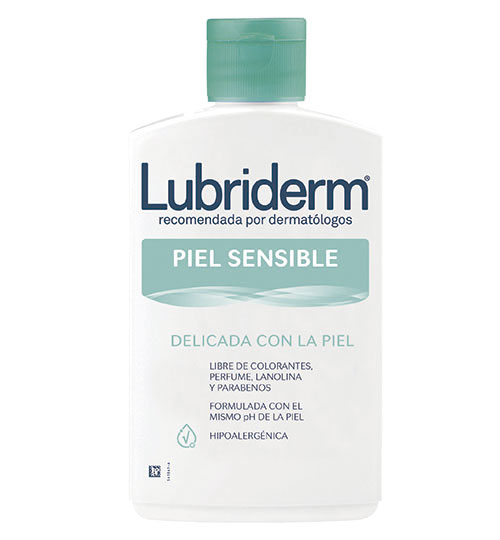 Lubriderm®
recomendada por dermatólogos
PIEL SENSIBLE
DELICADA CON LA PIEL
LIBRE DE COLORANTES,
PERFUME, LANOLINA
Y PARABENOS
FORMULADA CON EL
MISMO pH DE LA PIEL
HIPOALERGÉNICA